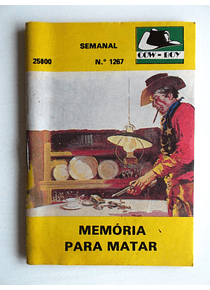 SEMANAL
25$00
N.° 1267
COW-BOY
MEMÓRIA
PARA MATAR